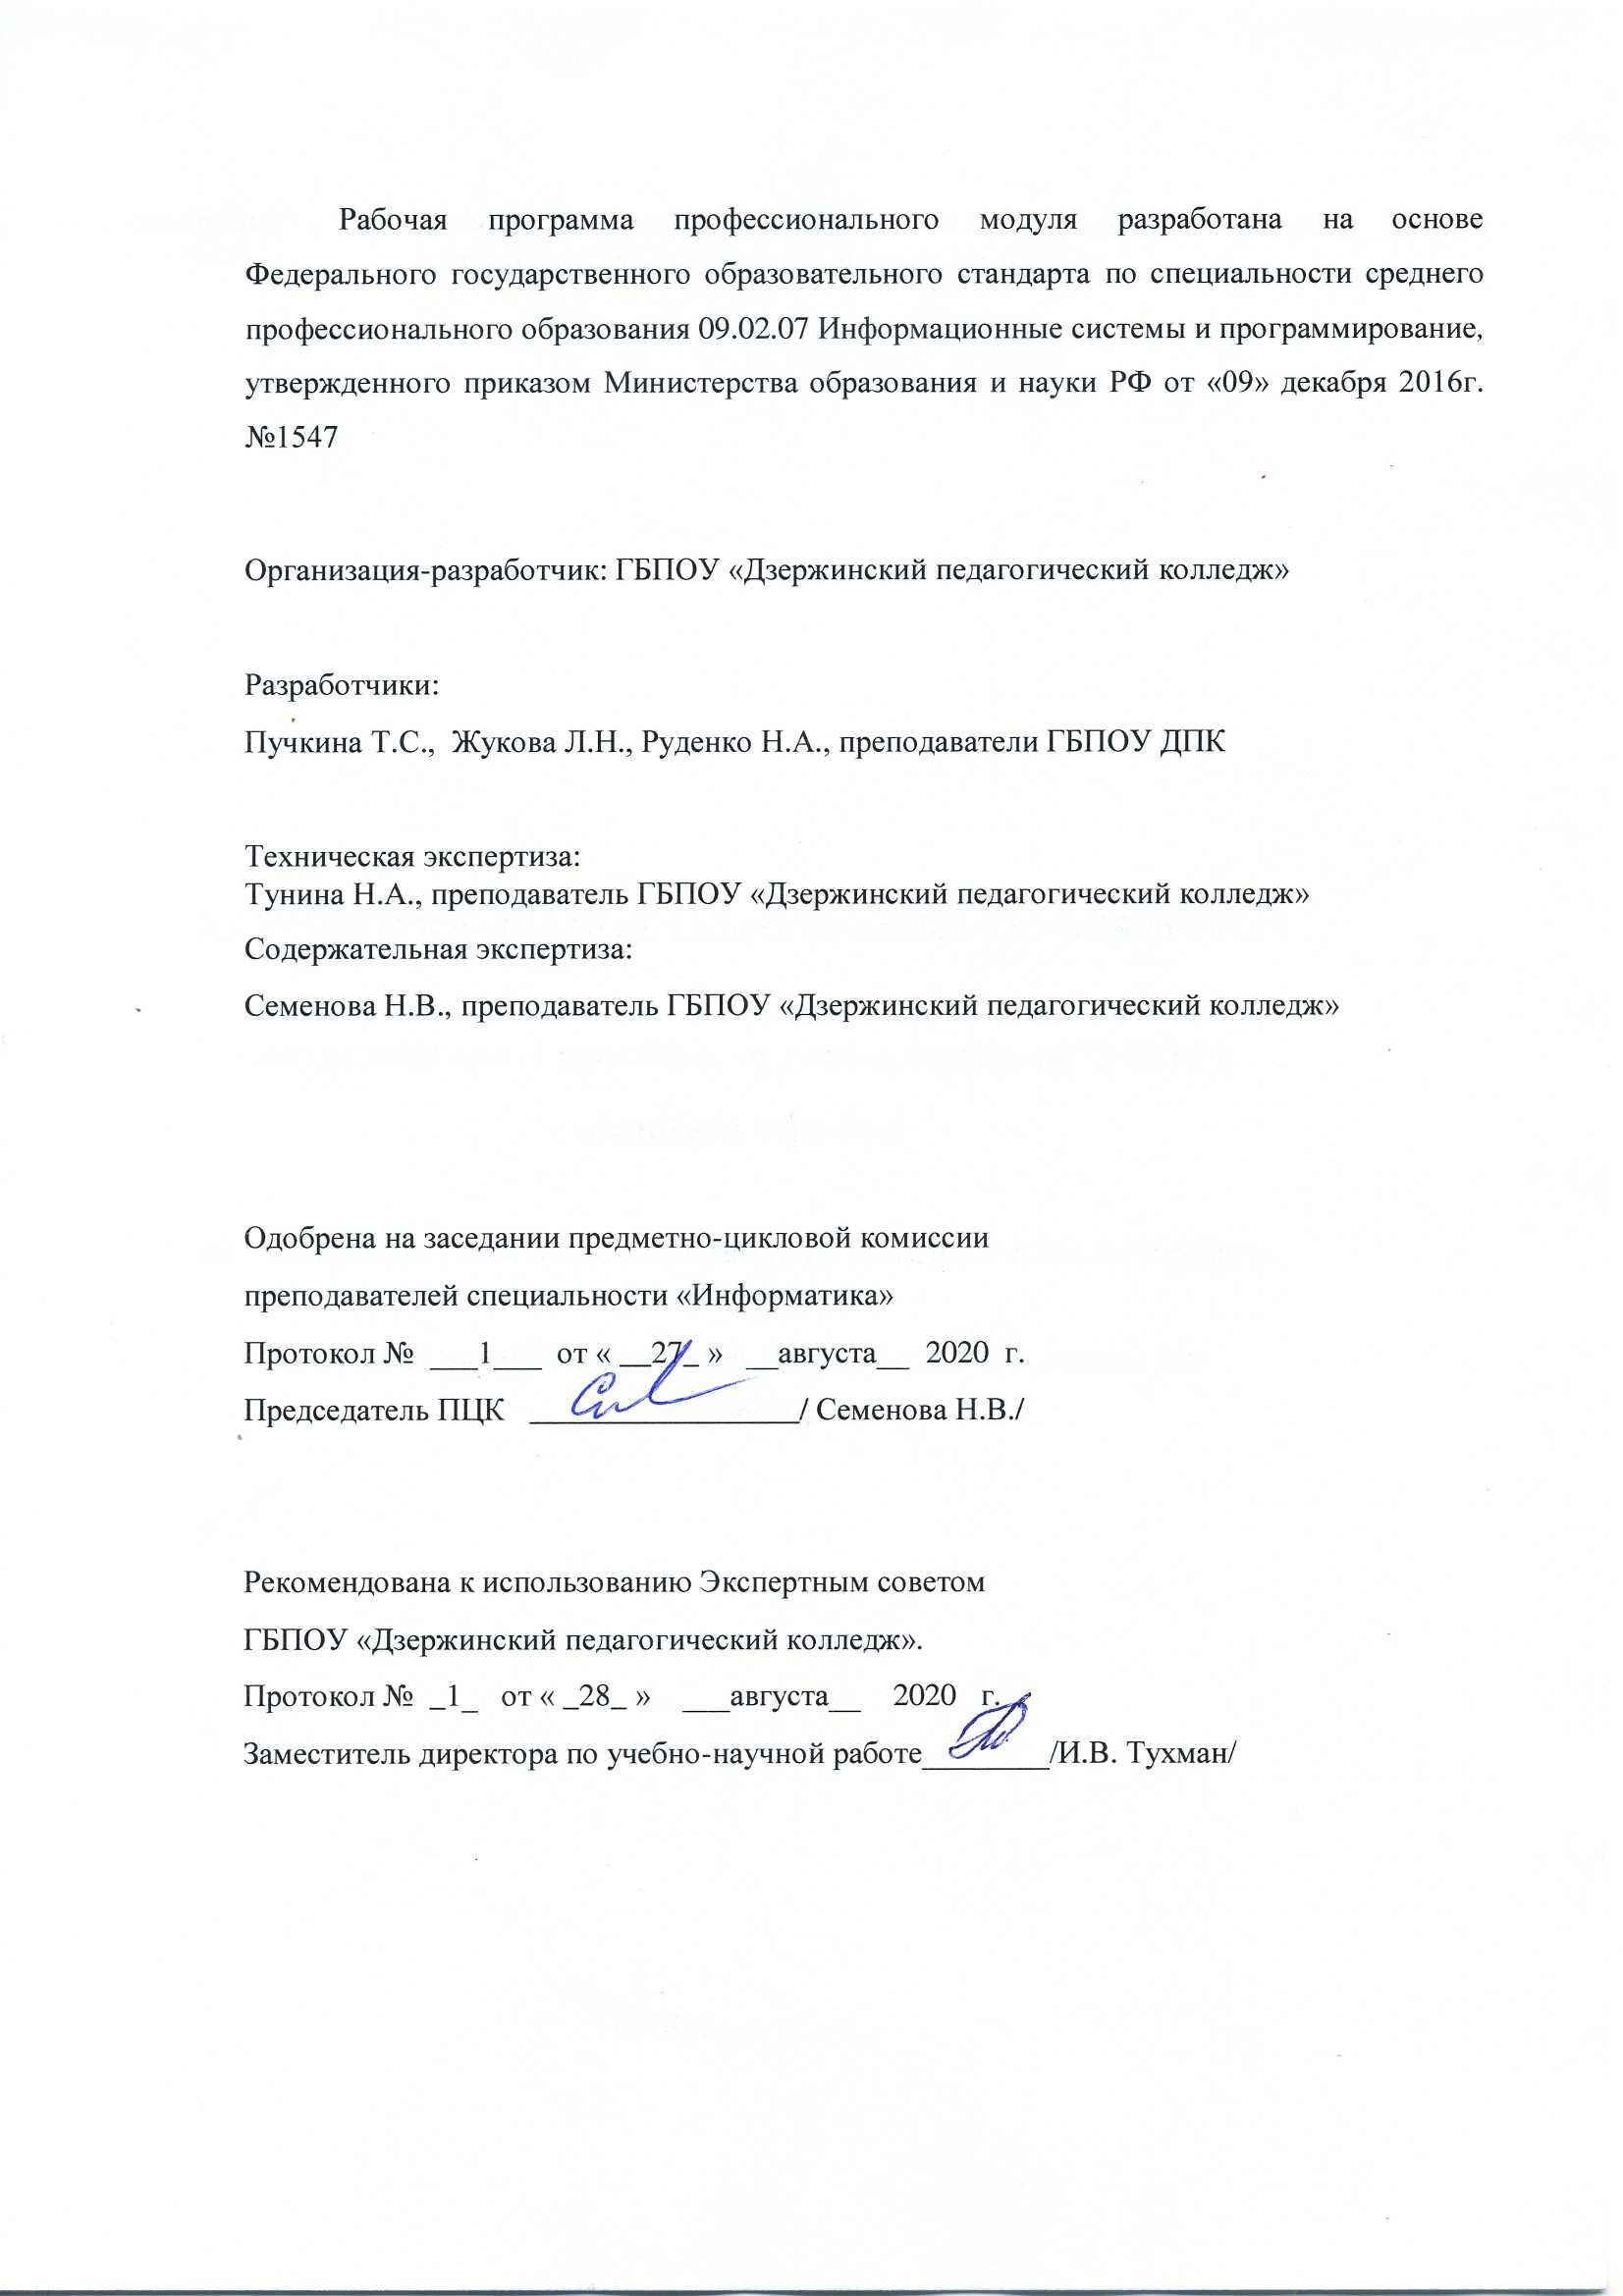 Рабочая программа профессионального модуля разработана на основе
Федерального государственного образовательного стандарта по специальности среднего
профессионального образования 09.02.07 Информационные системы и программирование,
утвержденного приказом Министерства образования и науки РФ от «09» декабря 2016г.
№1547
Организация-разработчик: ГБПОУ «Дзержинский педагогический колледж»
Разработчики:
Пучкина Т.С., Жукова Л.Н., Руденко Н.А., преподаватели ГБПОУ ДПК
Техническая экспертиза:
Тунина Н.А., преподаватель ГБПОУ «Дзержинский педагогический колледж»
Содержательная экспертиза:
Семенова Н.В., преподаватель ГБПОУ «Дзержинский педагогический колледж»
Одобрена на заседании предметно-цикловой комиссии
преподавателей специальности «Информатика»
Протокол № ___1___ от « __27_ » __августа__ 2020 г.
Председатель ПЦК _________________/ Семенова Н.В./
Рекомендована к использованию Экспертным советом
ГБПОУ «Дзержинский педагогический колледж».
Протокол № _1_ от « _28_ » ___августа__ 2020 г.
Заместитель директора по учебно-научной работе________/И.В. Тухман/